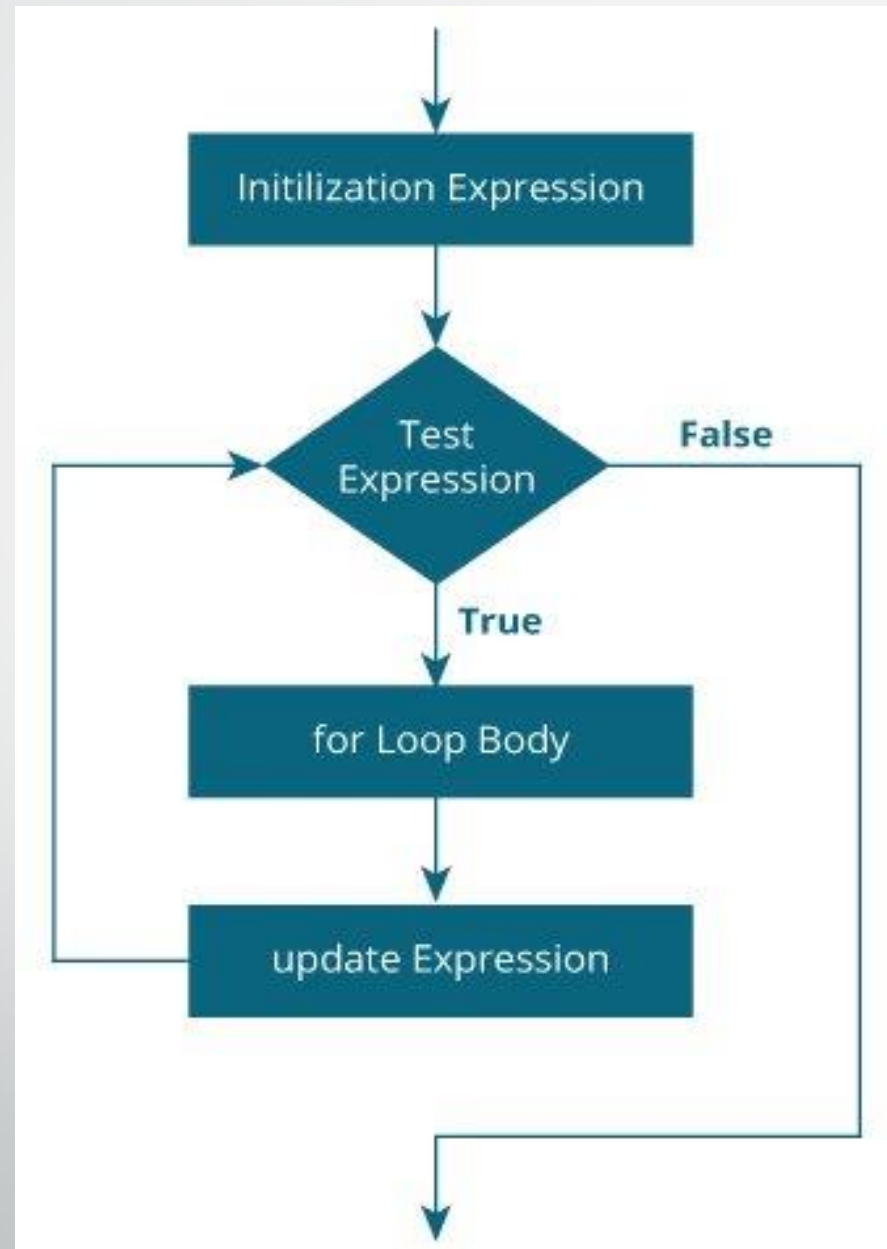 Initilization Expression
Test
Expression
False
True
for Loop Body
update Expression